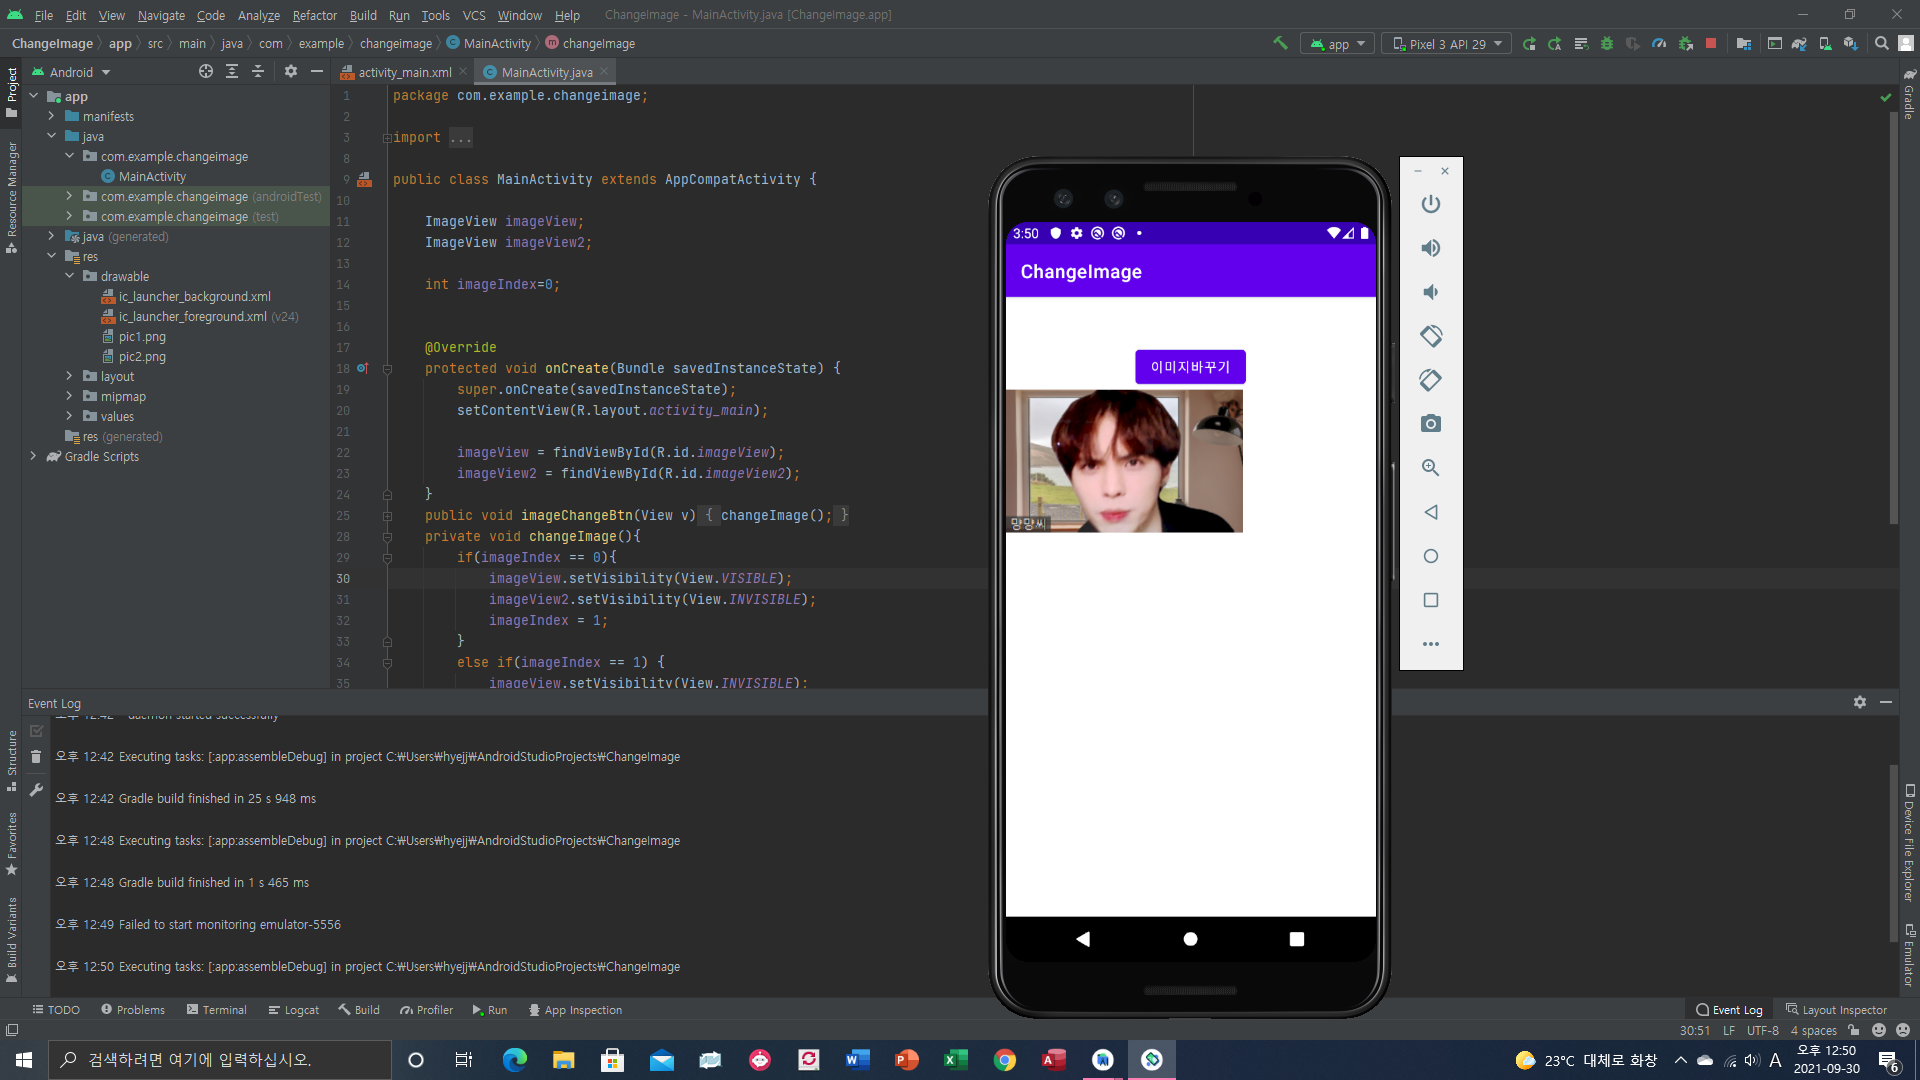 File Edit View Navigate Code Analyze Refactor Build Run Tools VCS Window Help ChangeImage - MainActivity.java [ChangeImage.app]
ChangeImage app src main java com example changeimage MainActivity changeImage
app Pixel 3 API 29
Android
activity_main.xml MainActivity.java
Project
Resource Manager
Structure
Favorites
Build Variants
app
manifests
java
com.example.changeimage
MainActivity
com.example.changeimage (androidTest)
com.example.changeimage (test)
java (generated)
res
drawable
ic_launcher_background.xml
ic_launcher_foreground.xml (v24)
pic1.png
pic2.png
layout
mipmap
values
res (generated)
Gradle Scripts
1 package com.example.changeimage;
2
3 import ...
8
9 public class MainActivity extends AppCompatActivity {
10
11 ImageView imageView;
12 ImageView imageView2;
13
14 int imageIndex=0;
15
16
17 @Override
18 protected void onCreate(Bundle savedInstanceState) {
19 super.onCreate(savedInstanceState);
20 setContentView(R.layout.activity_main);
21
22 imageView = findViewById(R.id.imageView);
23 imageView2 = findViewById(R.id.imageView2);
24 }
25 public void imageChangeBtn(View v) { changeImage(); }
28 private void changeImage(){
29 if(imageIndex == 0){
30 imageView.setVisibility(View.VISIBLE);
31 imageView2.setVisibility(View.INVISIBLE);
32 imageIndex = 1;
33 }
34 else if(imageIndex == 1) {
35 imageView.setVisibility(View.INVISIBLE);
3:50
ChangeImage
이미지바꾸기
먕먕씨
Gradle
Device File Explorer
Emulator
Event Log
오후 12:42 * daemon started successfully
오후 12:42 Executing tasks: [:app:assembleDebug] in project C:₩Users₩hyejj₩AndroidStudioProjects₩ChangeImage
오후 12:42 Gradle build finished in 25 s 948 ms
오후 12:48 Executing tasks: [:app:assembleDebug] in project C:₩Users₩hyejj₩AndroidStudioProjects₩ChangeImage
오후 12:48 Gradle build finished in 1 s 465 ms
오후 12:49 Failed to start monitoring emulator-5556
오후 12:50 Executing tasks: [:app:assembleDebug] in project C:₩Users₩hyejj₩AndroidStudioProjects₩ChangeImage
TODO Problems Terminal Logcat Build Profiler Run App Inspection Event Log Layout Inspector
30:51 LF UTF-8 4 spaces
검색하려면 여기에 입력하십시오.
23°C 대체로 화창 A 오후 12:50
2021-09-30
6